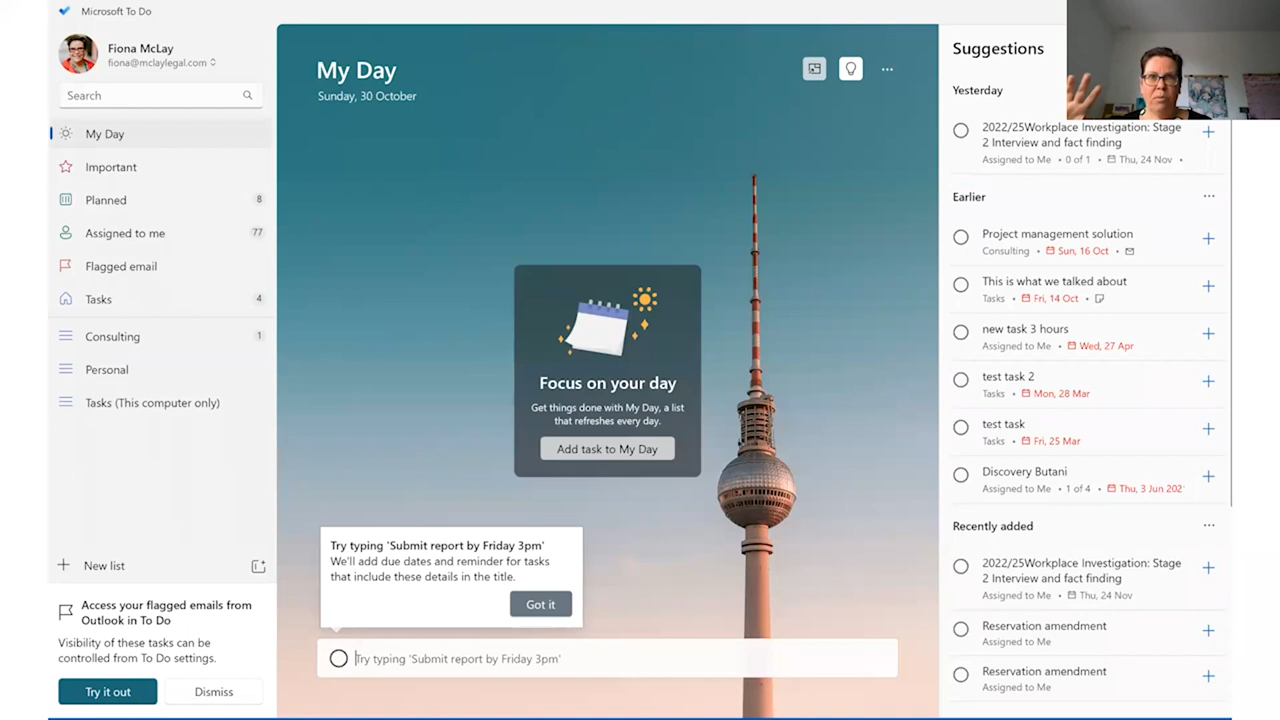 Microsoft To Do
Fiona McLay
fiona@mclaylegal.com
Search
My Day
Important
Planned 8
Assigned to me 77
Flagged email
Tasks 4
Consulting 1
Personal
Tasks (This computer only)
New list
Access your flagged emails from
Outlook in To Do
Visibility of these tasks can be
controlled from To Do settings.
Try it out Dismiss
My Day
Sunday, 30 October
Focus on your day
Get things done with My Day, a list
that refreshes every day.
Add task to My Day
Try typing 'Submit report by Friday 3pm'
We'll add due dates and reminder for tasks
that include these details in the title.
Got it
Try typing 'Submit report by Friday 3pm'
Suggestions
Yesterday
2022/25Workplace Investigation: Stage
2 Interview and fact finding
Assigned to Me • 0 of 1 • Thu, 24 Nov •
Earlier
Project management solution
Consulting • Sun, 16 Oct •
This is what we talked about
Tasks • Fri, 14 Oct •
new task 3 hours
Assigned to Me • Wed, 27 Apr
test task 2
Tasks • Mon, 28 Mar
test task
Tasks • Fri, 25 Mar
Discovery Butani
Assigned to Me • 1 of 4 • Thu, 3 Jun 202
Recently added
2022/25Workplace Investigation: Stage
2 Interview and fact finding
Assigned to Me • Thu, 24 Nov
Reservation amendment
Assigned to Me
Reservation amendment
Assigned to Me